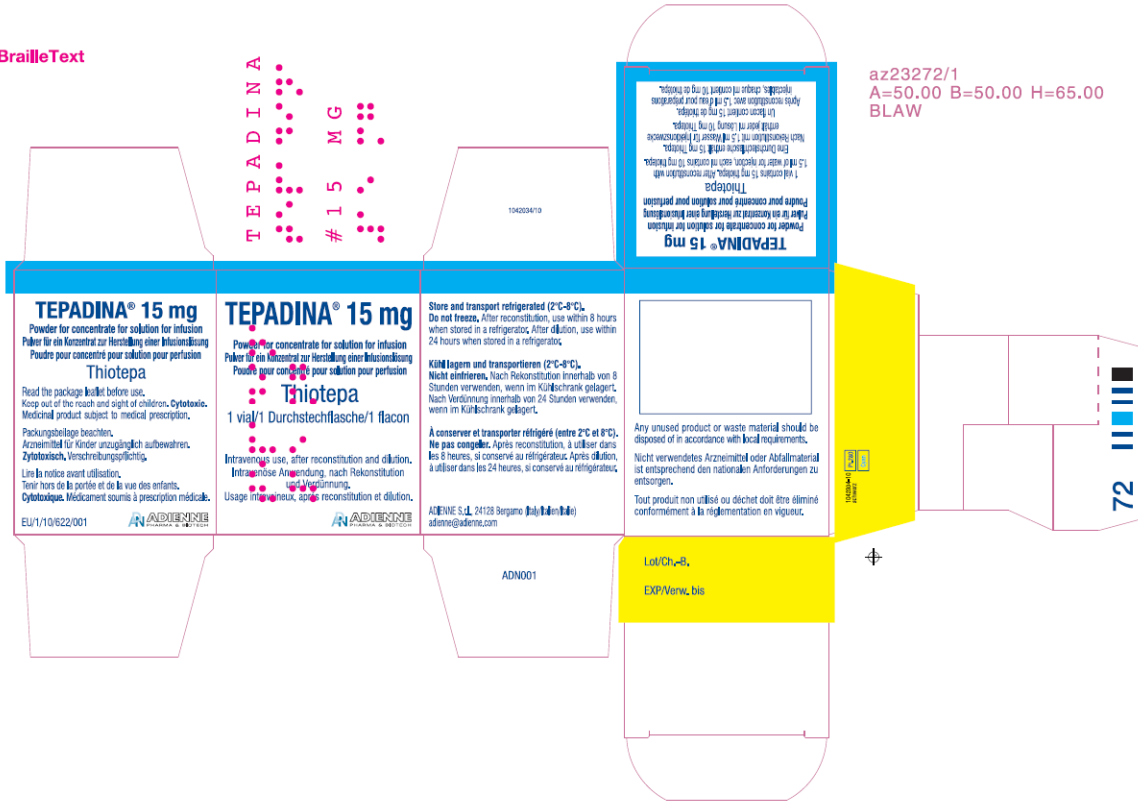 BrailleText
TEPADINA
#15 MG
az23272/1
A=50.00 B=50.00 H=65.00
BLAW
1042034/10
TEPADINA® 15 mg
Powder for concentrate for solution for infusion
Pulver für ein Konzentrat zur Herstellung einer Infusionslösung
Poudre pour concentré pour solution pour perfusion
Thiotepa
1 vial contains 15 mg thiotepa. After reconstitution with
1.5 ml of water for injection, each ml contains 10 mg thiotepa.
Eine Durchstechflasche enthält 15 mg Thiotepa.
Nach Rekonstitution mit 1,5 ml Wasser für Injektionszwecke
enthält jeder ml Lösung 10 mg Thiotepa.
Un flacon contient 15 mg de thiotépa.
Après reconstitution avec 1,5 ml d'eau pour préparations
injectables, chaque ml contient 10 mg de thiotépa.
TEPADINA® 15 mg
Powder for concentrate for solution for infusion
Pulver für ein Konzentrat zur Herstellung einer Infusionslösung
Poudre pour concentré pour solution pour perfusion
Thiotepa
Read the package leaflet before use.
Keep out of the reach and sight of children. Cytotoxic.
Medicinal product subject to medical prescription.
Packungsbeilage beachten.
Arzneimittel für Kinder unzugänglich aufbewahren.
Zytotoxisch. Verschreibungspflichtig.
Lire la notice avant utilisation.
Tenir hors de la portée et de la vue des enfants.
Cytotoxique. Médicament soumis à prescription médicale.
EU/1/10/622/001
ADIENNE
PHARMA & BIOTECH
TEPADINA® 15 mg
Powder for concentrate for solution for infusion
Pulver für ein Konzentrat zur Herstellung einer Infusionslösung
Poudre pour concentré pour solution pour perfusion
Thiotepa
1 vial/1 Durchstechflasche/1 flacon
Intravenous use, after reconstitution and dilution.
Intravenöse Anwendung, nach Rekonstitution
und Verdünnung.
Usage intraveineux, après reconstitution et dilution.
ADIENNE
PHARMA & BIOTECH
Store and transport refrigerated (2°C-8°C).
Do not freeze. After reconstitution, use within 8 hours
when stored in a refrigerator. After dilution, use within
24 hours when stored in a refrigerator.
Kühl lagern und transportieren (2°C-8°C).
Nicht einfrieren. Nach Rekonstitution innerhalb von 8
Stunden verwenden, wenn im Kühlschrank gelagert.
Nach Verdünnung innerhalb von 24 Stunden verwenden,
wenn im Kühlschrank gelagert.
À conserver et transporter réfrigéré (entre 2°C et 8°C).
Ne pas congeler. Après reconstitution, à utiliser dans
les 8 heures, si conservé au réfrigérateur. Après dilution,
à utiliser dans les 24 heures, si conservé au réfrigérateur.
ADIENNE S.r.l. 24128 Bergamo (Italy/Italien/Italie)
adienne@adienne.com
ADN001
Any unused product or waste material should be
disposed of in accordance with local requirements.
Nicht verwendetes Arzneimittel oder Abfallmaterial
ist entsprechend den nationalen Anforderungen zu
entsorgen.
Tout produit non utilisé ou déchet doit être éliminé
conformément à la réglementation en vigueur.
Lot/Ch.-B.
EXP/Verw. bis
72